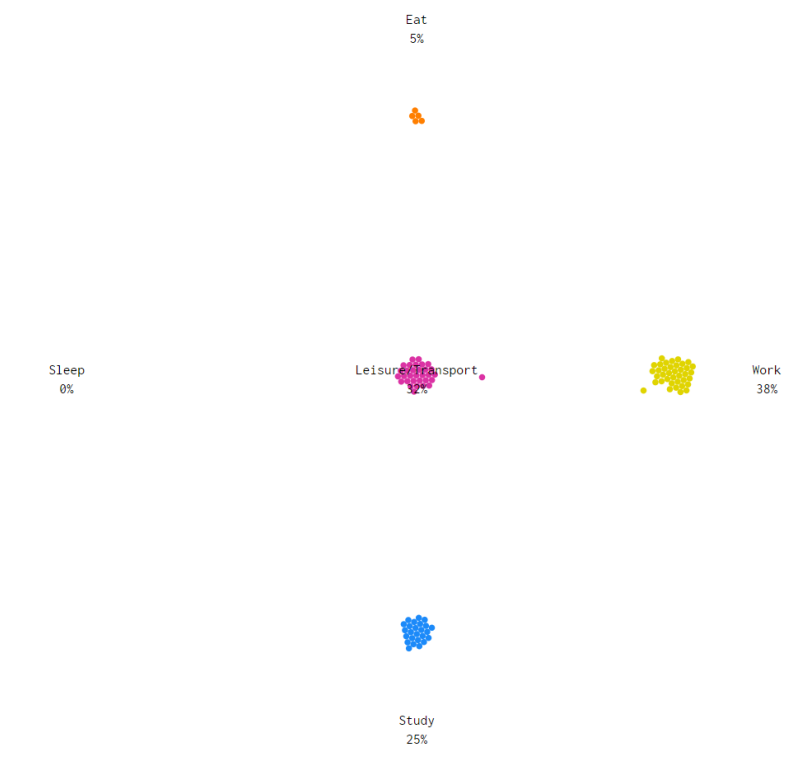 Eat
5%
Sleep
0%
Leisure/Transport
32%
Work
38%
Study
25%